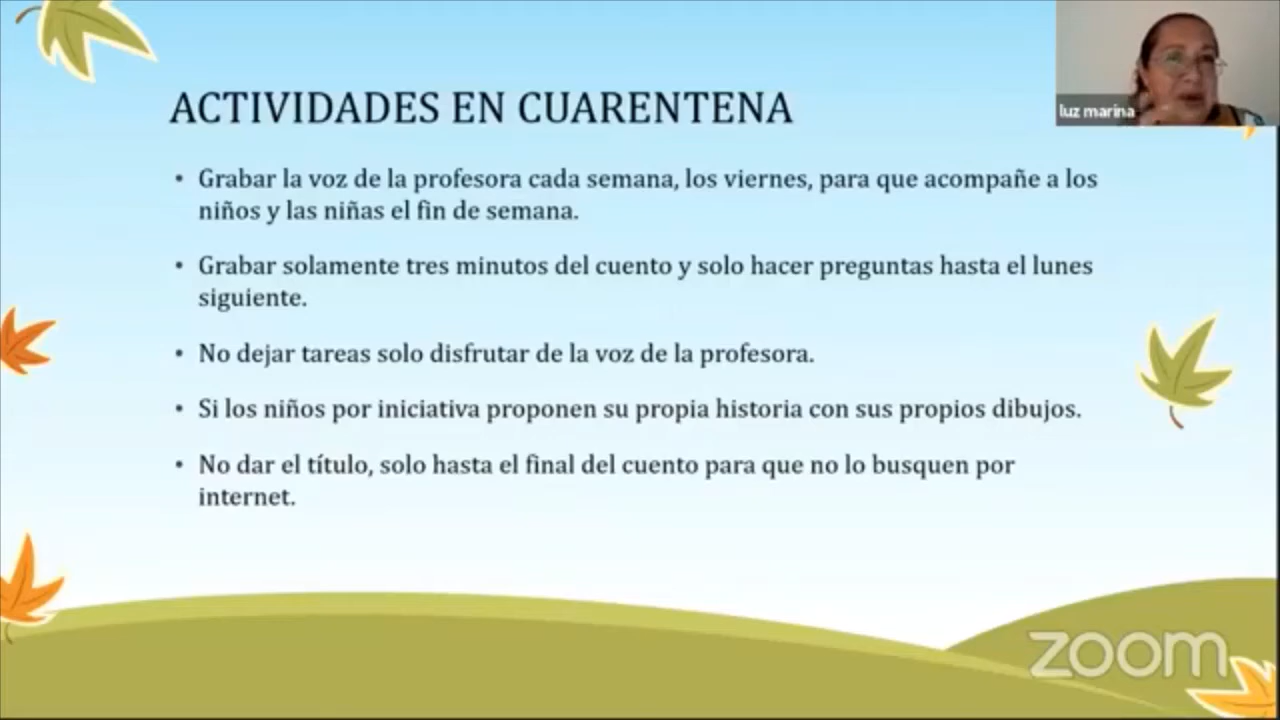 ACTIVIDADES EN CUARENTENA
luz marina
• Grabar la voz de la profesora cada semana, los viernes, para que acompañe a los
niños y las niñas el fin de semana.
• Grabar solamente tres minutos del cuento y solo hacer preguntas hasta el lunes
siguiente.
• No dejar tareas solo disfrutar de la voz de la profesora.
• Si los niños por iniciativa proponen su propia historia con sus propios dibujos.
• No dar el título, solo hasta el final del cuento para que no lo busquen por
internet.
zoom